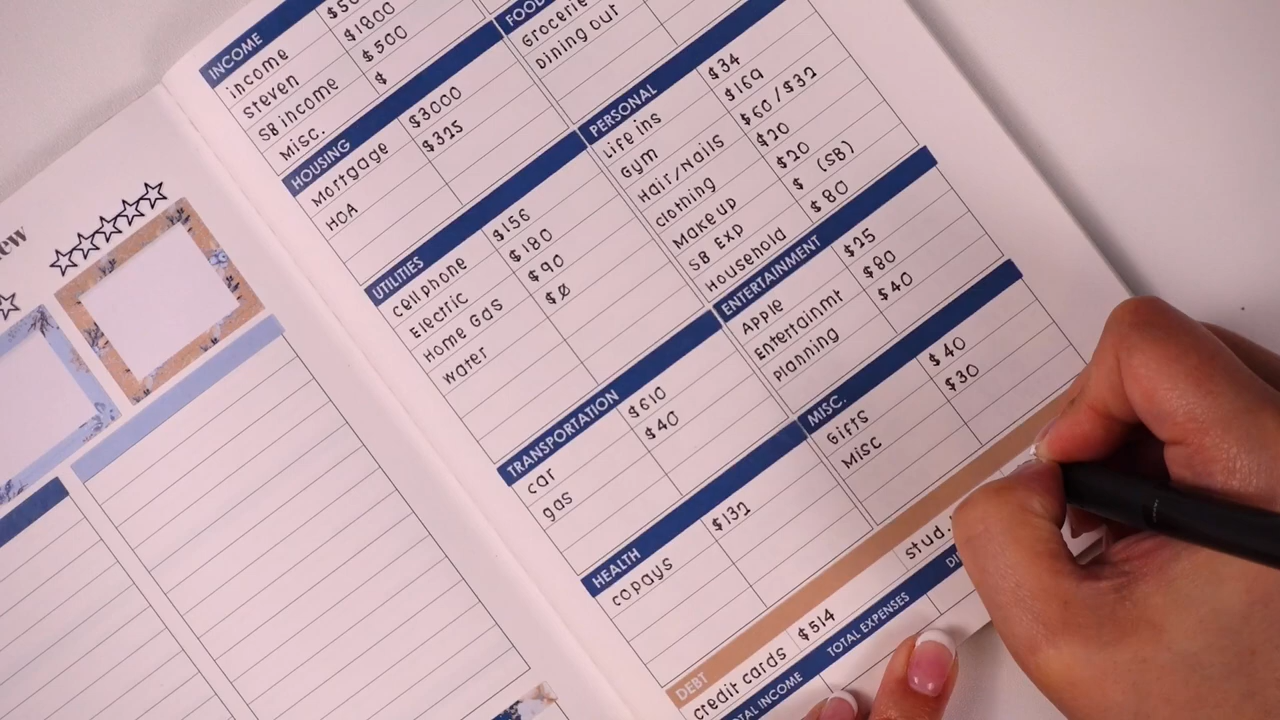 INCOME
income
Steven $1800
SB income $500
Misc. $
HOUSING
Mortgage $3000
HOA $325
UTILITIES
cellphone $156
Electric $180
Home Gas $90
water $0
TRANSPORTATION
car $610
gas $40
HEALTH
copays $132
FOOD
Groceries
Dining out
PERSONAL
Life ins $34
Gym $169
Hair/Nails $60/$32
clothing $20
Make up $20
SB EXP $ (SB)
Household $80
ENTERTAINMENT
Apple $25
Entertainmt $80
planning $40
MISC.
Gifts $40
Misc $30
DEBT
credit cards $514 stud.
INCOME TOTAL EXPENSES